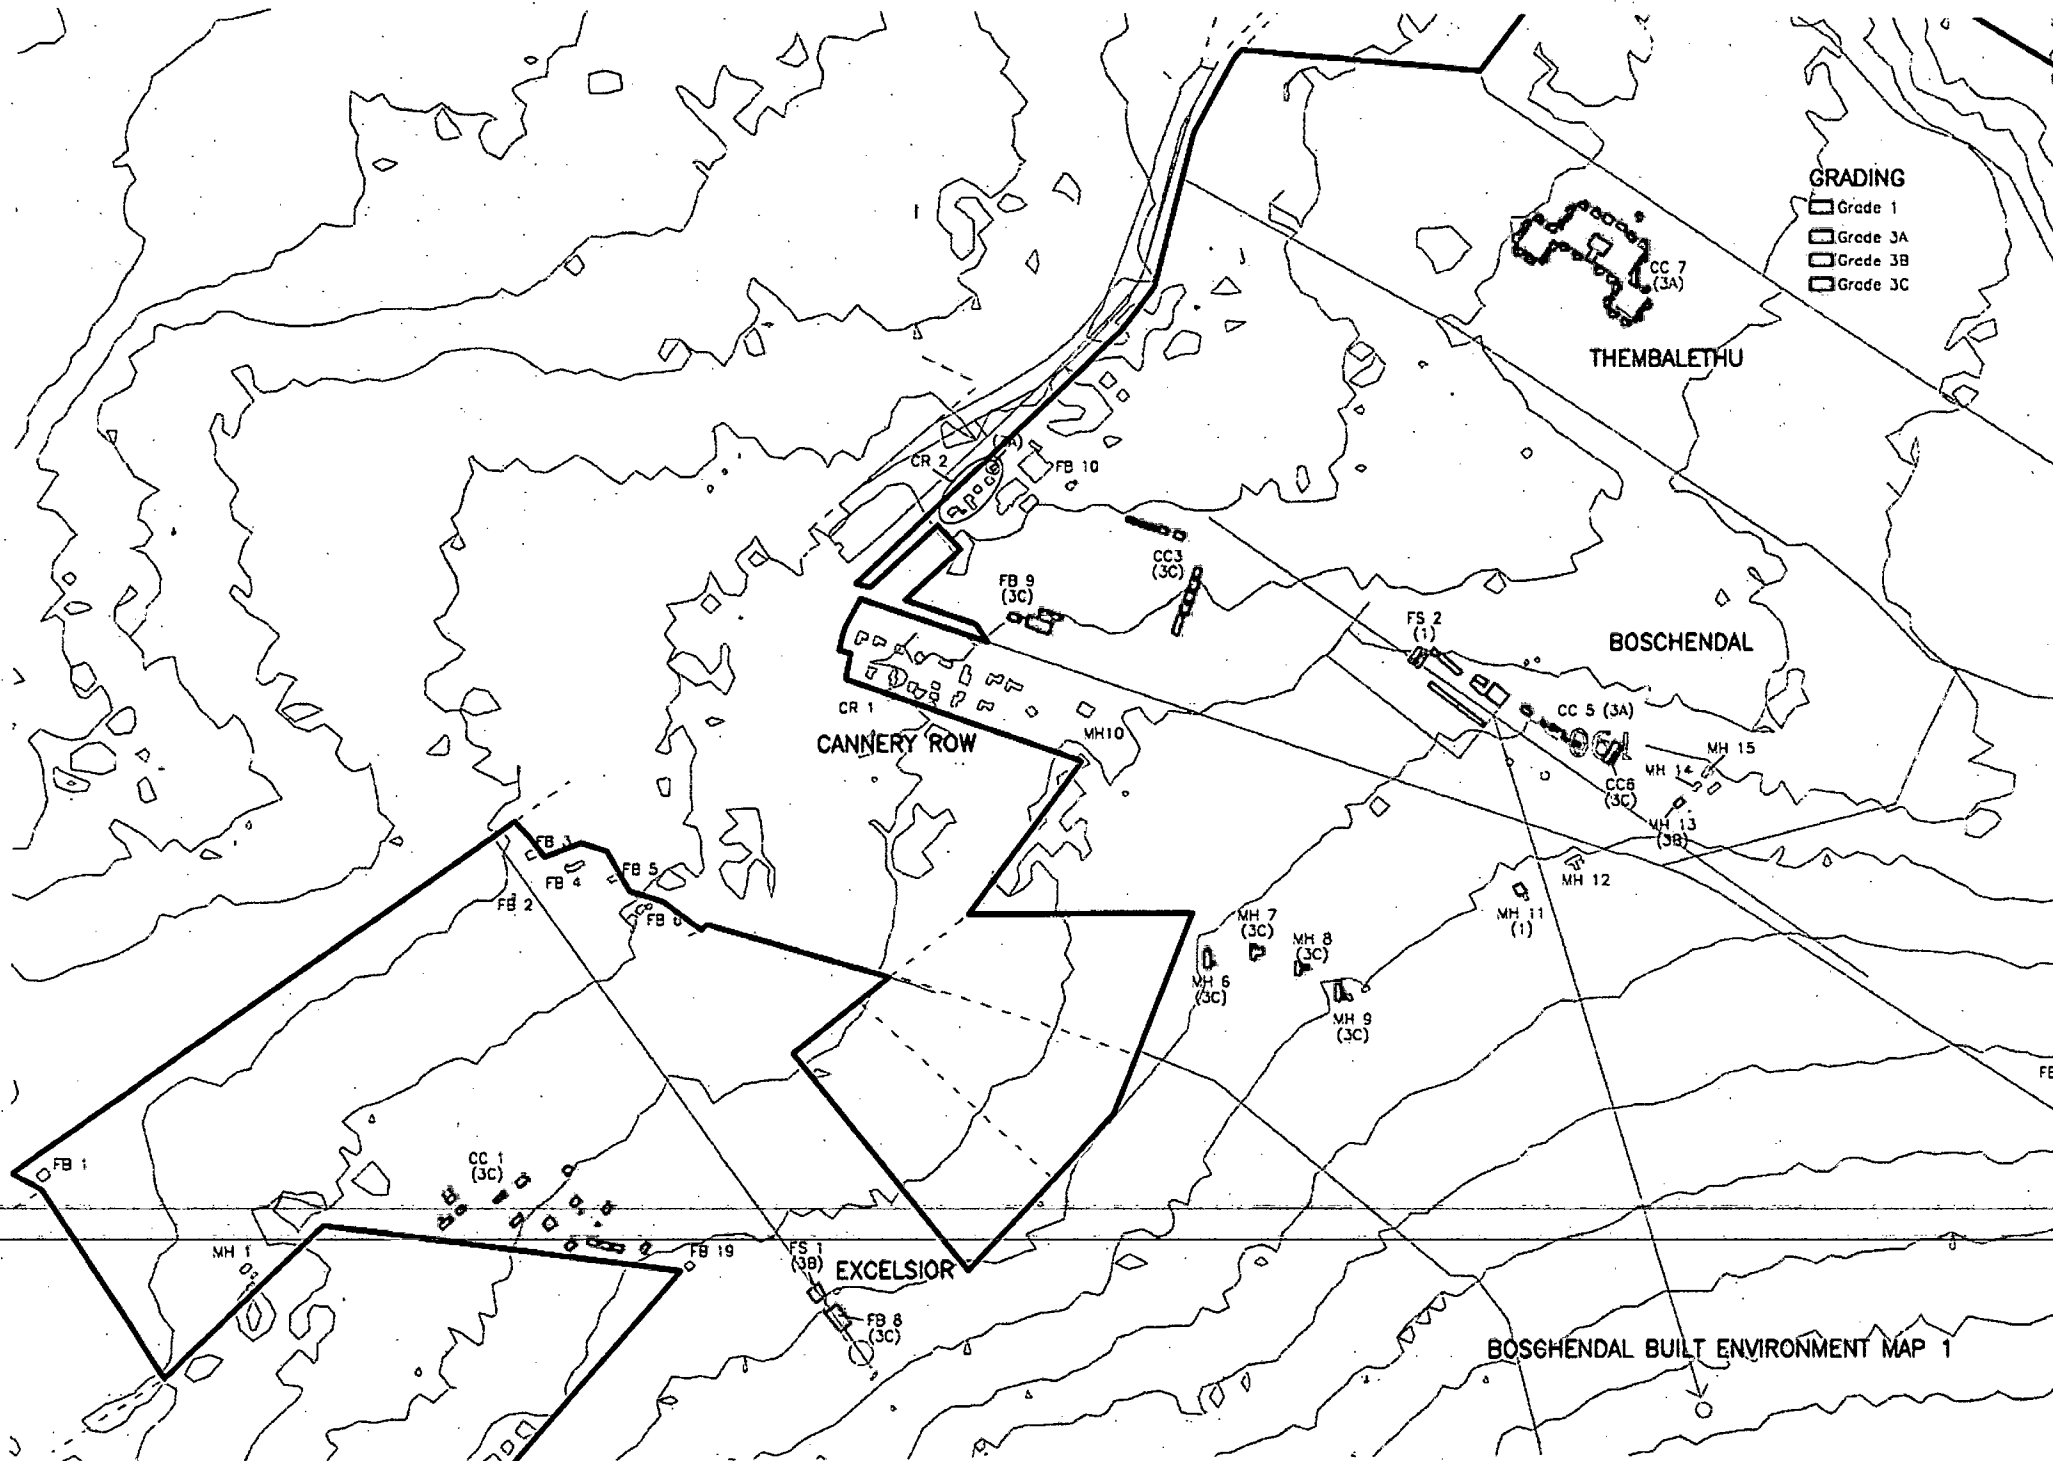 GRADING
Grade 1
Grade 3A
Grade 3B
Grade 3C
CC 7
(3A)
THEMBALETHU
(3A)
CR 2
FB 10
CC3
(3C)
FB 9
(3C)
FS 2
(1)
BOSCHENDAL
CR 1
CANNERY ROW
MH10
CC 5 (3A)
061
MH 15
MH 14
CC6
(3C)
MH 13
(3B)
MH 12
MH 11
(1)
FB 3
FB 4
FB 5
FB 2
FB 6
MH 7
(3C)
MH 8
(3C)
MH 6
(3C)
MH 9
(3C)
FB 1
CC 1
(3C)
MH 1
FB 19
FS 1
(3B)
EXCELSIOR
FB 8
(3C)
BOSCHENDAL BUILT ENVIRONMENT MAP 1